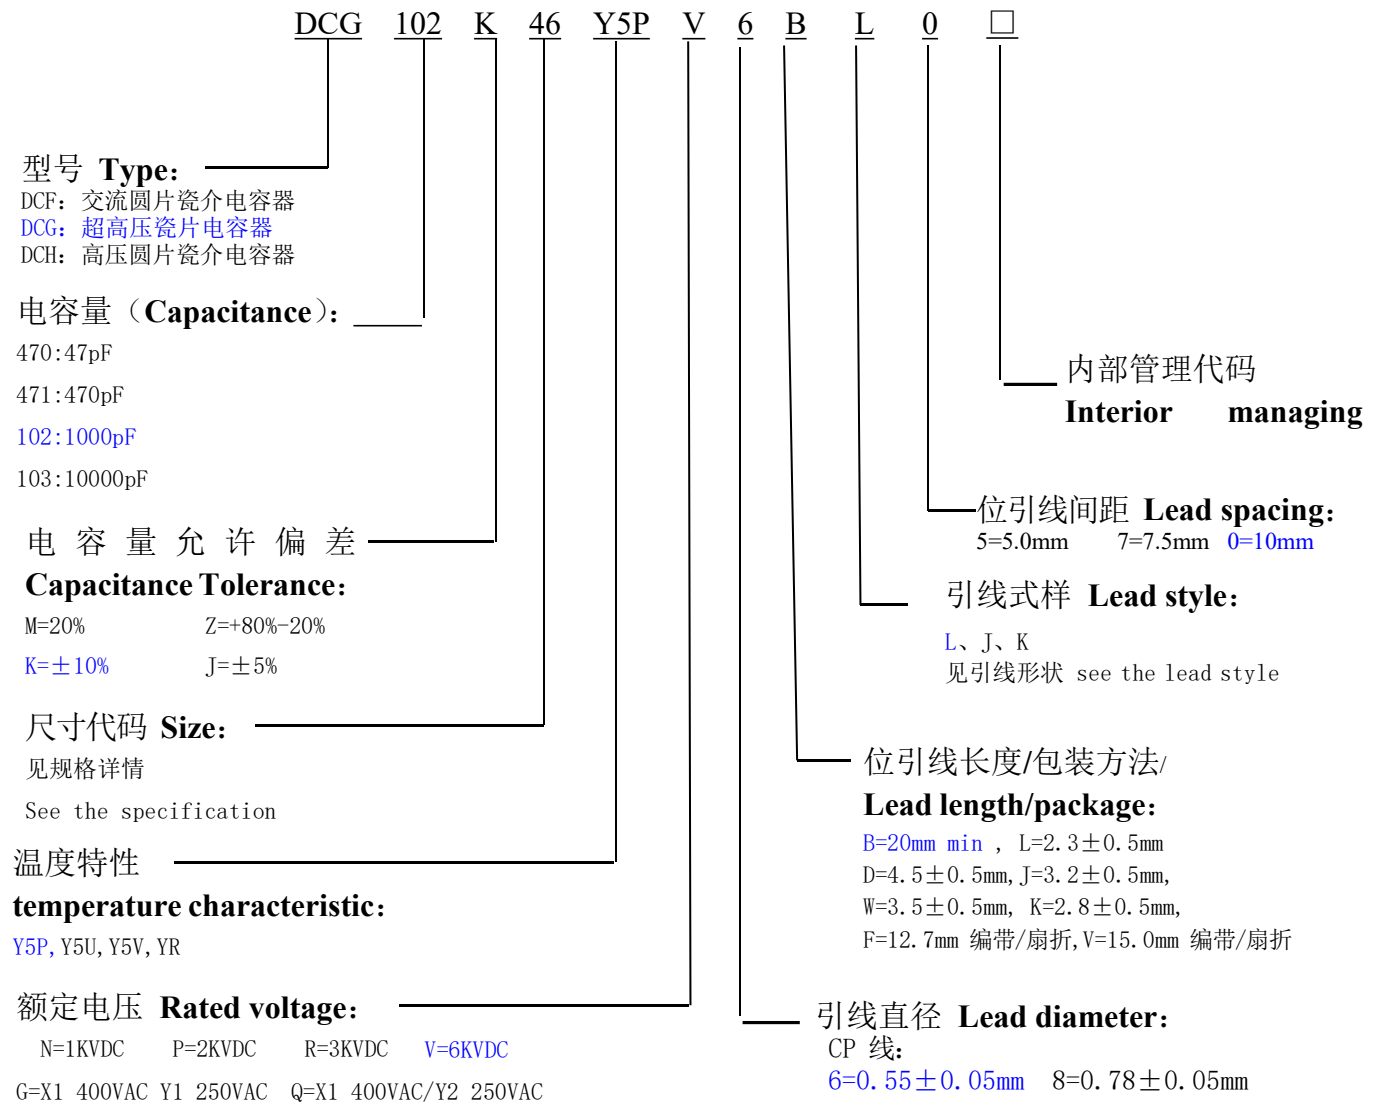 DCG 102 K 46 Y5P V 6 B L 0 □
型号 Type：
DCF：交流圆片瓷介电容器
DCG：超高压瓷片电容器
DCH：高压圆片瓷介电容器
电容量（Capacitance）：
470:47pF
471:470pF
102:1000pF
103:10000pF
电容量允许偏差
Capacitance Tolerance：
M=20% Z=+80%-20%
K=±10% J=±5%
尺寸代码 Size：
见规格详情
See the specification
温度特性
temperature characteristic：
Y5P,Y5U,Y5V,YR
额定电压 Rated voltage：
N=1KVDC P=2KVDC R=3KVDC V=6KVDC
G=X1 400VAC Y1 250VAC Q=X1 400VAC/Y2 250VAC
内部管理代码
Interior managing
位引线间距 Lead spacing：
5=5.0mm 7=7.5mm 0=10mm
引线式样 Lead style：
L、J、K
见引线形状 see the lead style
位引线长度/包装方法/
Lead length/package：
B=20mm min , L=2.3±0.5mm
D=4.5±0.5mm,J=3.2±0.5mm,
W=3.5±0.5mm, K=2.8±0.5mm,
F=12.7mm 编带/扇折,V=15.0mm 编带/扇折
引线直径 Lead diameter：
CP 线：
6=0.55±0.05mm 8=0.78±0.05mm